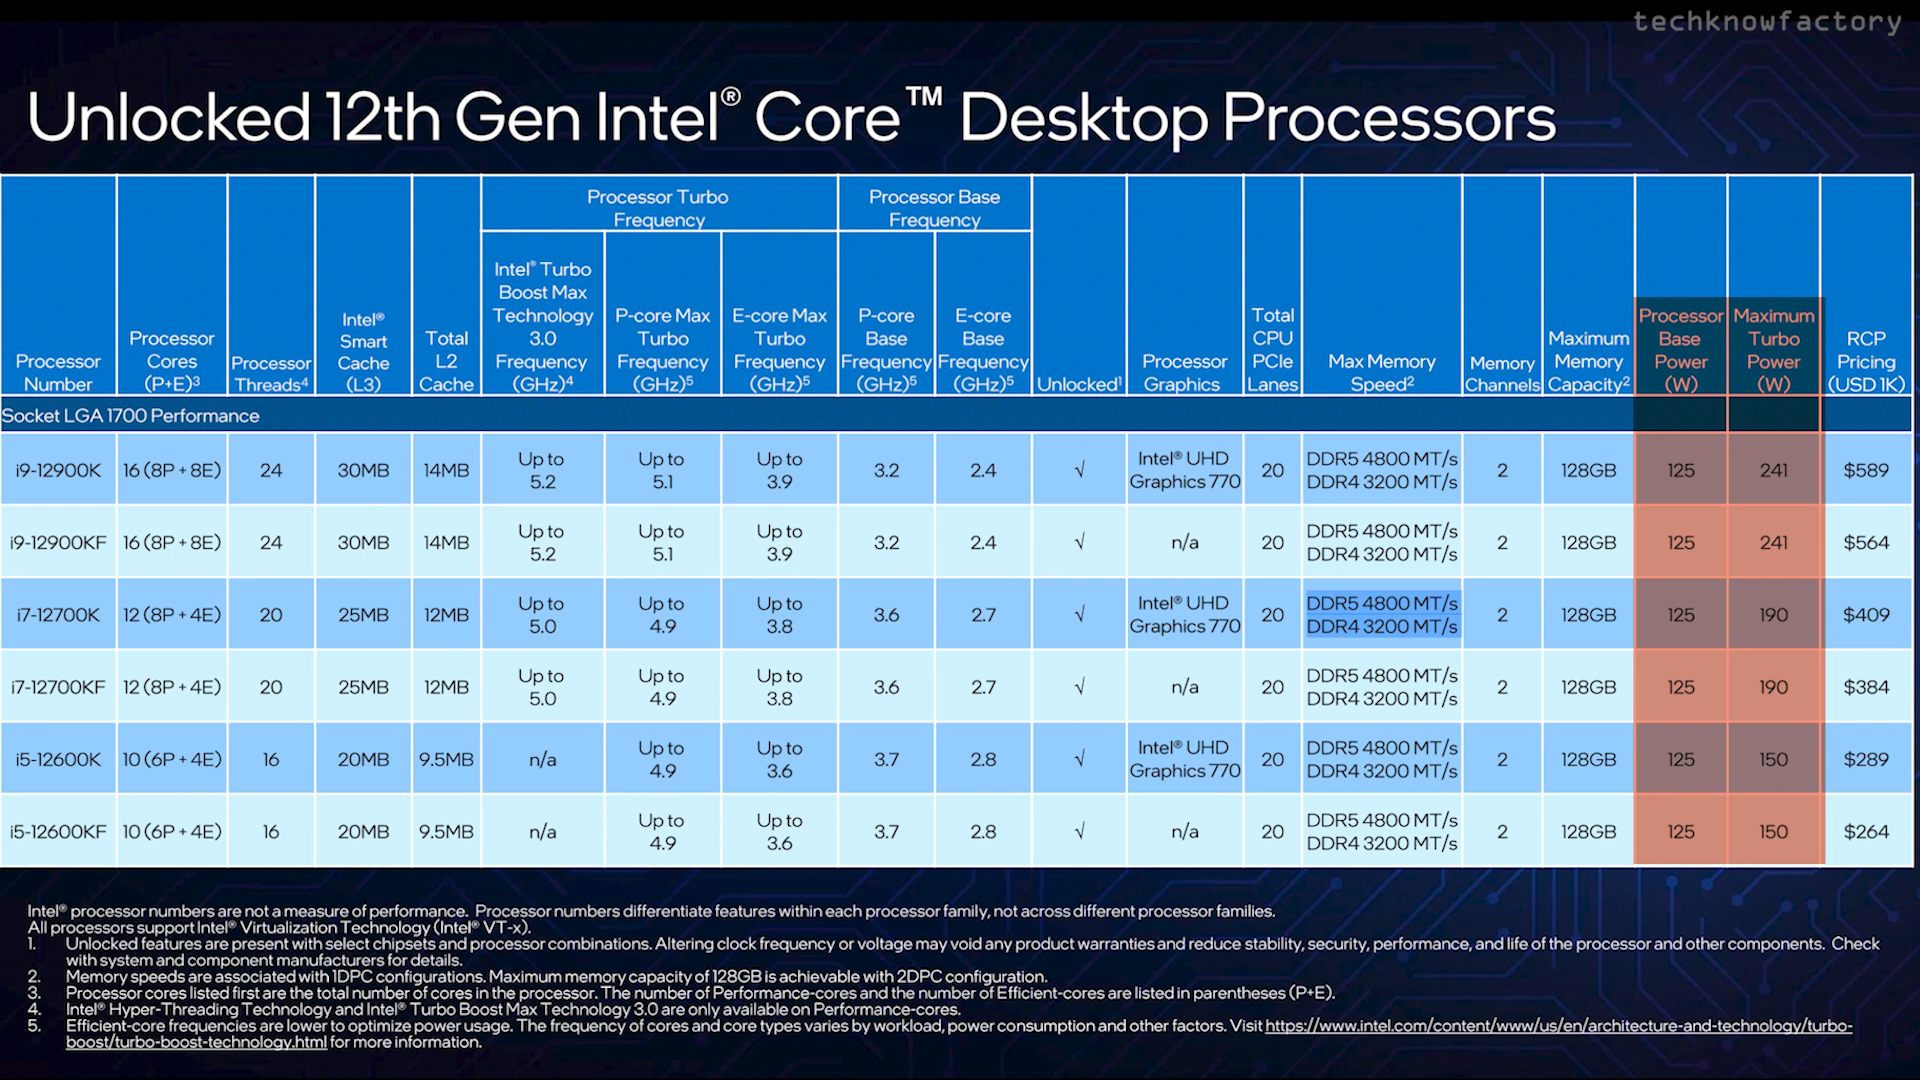 techknowfactory
Unlocked 12th Gen Intel® Core™ Desktop Processors
Processor Number
Processor Cores (P+E)³
Processor Threads⁴
Intel® Smart Cache (L3)
Total L2 Cache
Processor Turbo Frequency
Intel® Turbo Boost Max Technology 3.0 Frequency (GHz)⁴
P-core Max Turbo Frequency (GHz)⁵
E-core Max Turbo Frequency (GHz)⁵
Processor Base Frequency
P-core Base Frequency (GHz)⁵
E-core Base Frequency (GHz)⁵
Unlocked¹
Processor Graphics
Total CPU PCIe Lanes
Max Memory Speed²
Memory Channels
Maximum Memory Capacity²
Processor Base Power (W)
Maximum Turbo Power (W)
RCP Pricing (USD 1K)
Socket LGA 1700 Performance
i9-12900K 16 (8P + 8E) 24 30MB 14MB Up to 5.2 Up to 5.1 Up to 3.9 3.2 2.4 √ Intel® UHD Graphics 770 20 DDR5 4800 MT/s DDR4 3200 MT/s 2 128GB 125 241 $589
i9-12900KF 16 (8P + 8E) 24 30MB 14MB Up to 5.2 Up to 5.1 Up to 3.9 3.2 2.4 √ n/a 20 DDR5 4800 MT/s DDR4 3200 MT/s 2 128GB 125 241 $564
i7-12700K 12 (8P + 4E) 20 25MB 12MB Up to 5.0 Up to 4.9 Up to 3.8 3.6 2.7 √ Intel® UHD Graphics 770 20 DDR5 4800 MT/s DDR4 3200 MT/s 2 128GB 125 190 $409
i7-12700KF 12 (8P + 4E) 20 25MB 12MB Up to 5.0 Up to 4.9 Up to 3.8 3.6 2.7 √ n/a 20 DDR5 4800 MT/s DDR4 3200 MT/s 2 128GB 125 190 $384
i5-12600K 10 (6P + 4E) 16 20MB 9.5MB n/a Up to 4.9 Up to 3.6 3.7 2.8 √ Intel® UHD Graphics 770 20 DDR5 4800 MT/s DDR4 3200 MT/s 2 128GB 125 150 $289
i5-12600KF 10 (6P + 4E) 16 20MB 9.5MB n/a Up to 4.9 Up to 3.6 3.7 2.8 √ n/a 20 DDR5 4800 MT/s DDR4 3200 MT/s 2 128GB 125 150 $264
Intel® processor numbers are not a measure of performance. Processor numbers differentiate features within each processor family, not across different processor families.
All processors support Intel® Virtualization Technology (Intel® VT-x).
1. Unlocked features are present with select chipsets and processor combinations. Altering clock frequency or voltage may void any product warranties and reduce stability, security, performance, and life of the processor and other components. Check
with system and component manufacturers for details.
2. Memory speeds are associated with 1DPC configurations. Maximum memory capacity of 128GB is achievable with 2DPC configuration.
3. Processor cores listed first are the total number of cores in the processor. The number of Performance-cores and the number of Efficient-cores are listed in parentheses (P+E).
4. Intel® Hyper-Threading Technology and Intel® Turbo Boost Max Technology 3.0 are only available on Performance-cores.
5. Efficient-core frequencies are lower to optimize power usage. The frequency of cores and core types varies by workload, power consumption and other factors. Visit https://www.intel.com/content/www/us/en/architecture-and-technology/turbo-
boost/turbo-boost-technology.html for more information.